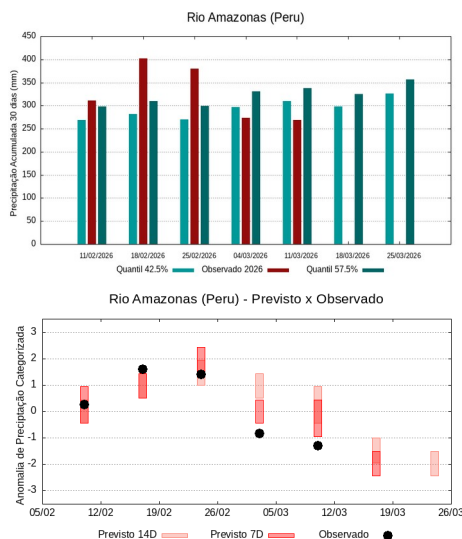 Rio Amazonas (Peru)
Precipitação Acumulada 30 dias (mm)
450
400
350
300
250
200
150
100
50
0
11/02/2026 18/02/2026 25/02/2026 04/03/2026 11/03/2026 18/03/2026 25/03/2026
Quantil 42.5% Observado 2026 Quantil 57.5%
Rio Amazonas (Peru) - Previsto x Observado
Anomalia de Preciptação Categorizada
3
2
1
0
-1
-2
-3
05/02 12/02 19/02 26/02 05/03 12/03 19/03 26/03
Previsto 14D Previsto 7D Observado